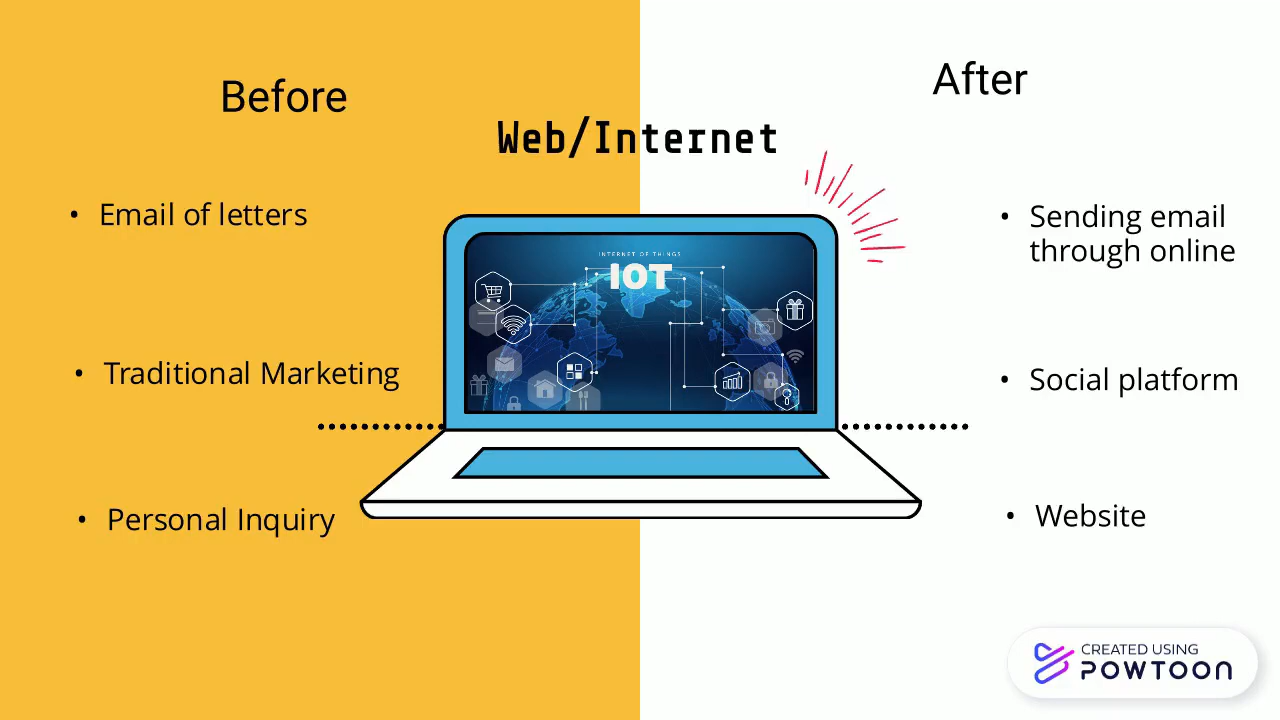 Before
After
Web/Internet
• Email of letters
• Traditional Marketing
• Personal Inquiry
INTERNET OF THINGS
IOT
• Sending email
through online
• Social platform
• Website
CREATED USING
POWTOON